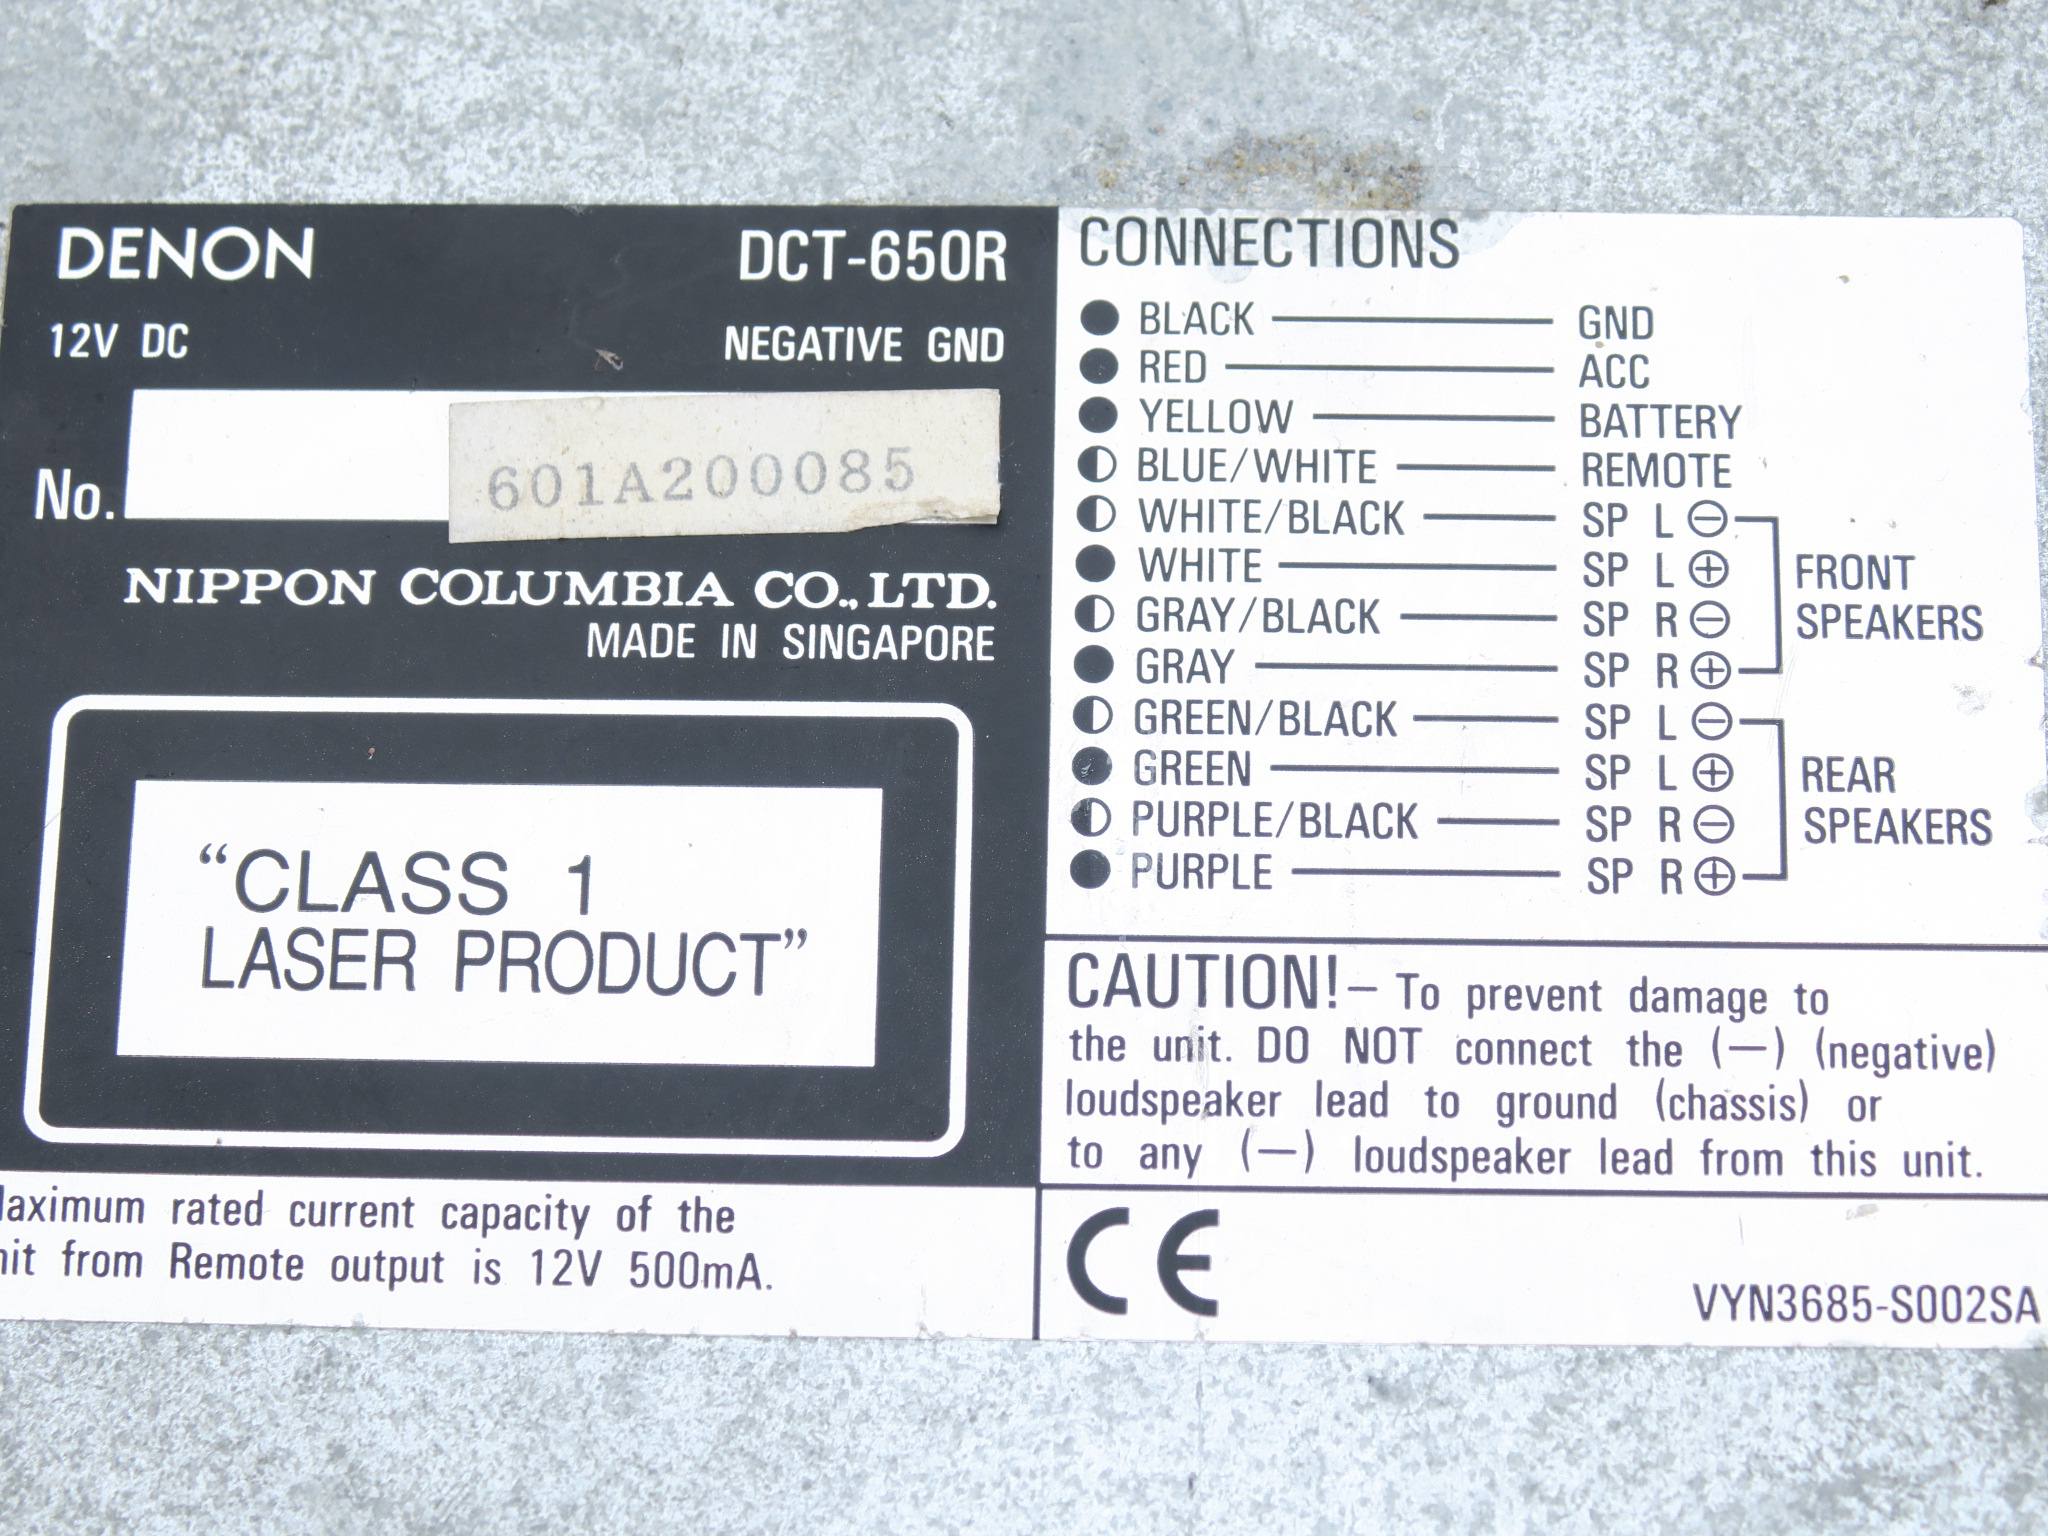 DENON DCT-650R
12V DC NEGATIVE GND
No. 601A200085
NIPPON COLUMBIA CO., LTD.
MADE IN SINGAPORE
“CLASS 1
LASER PRODUCT”
aximum rated current capacity of the
nit from Remote output is 12V 500mA.
CONNECTIONS
BLACK GND
RED ACC
YELLOW BATTERY
BLUE/WHITE REMOTE
WHITE/BLACK SP L ⊖
WHITE SP L ⊕
GRAY/BLACK SP R ⊖
GRAY SP R ⊕
FRONT
SPEAKERS
GREEN/BLACK SP L ⊖
GREEN SP L ⊕
PURPLE/BLACK SP R ⊖
PURPLE SP R ⊕
REAR
SPEAKERS
CAUTION!– To prevent damage to
the unit. DO NOT connect the (—) (negative)
loudspeaker lead to ground (chassis) or
to any (—) loudspeaker lead from this unit.
CE
VYN3685-S002SA